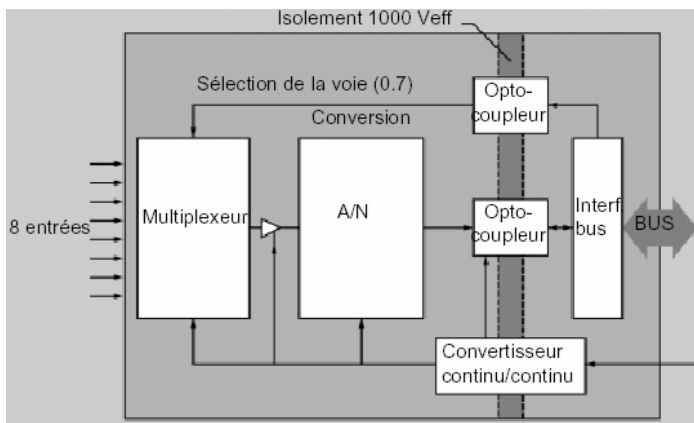 Isolement 1000 Veff
Sélection de la voie (0.7)
Opto-
coupleur
Conversion
8 entrées
Multiplexeur
A/N
Opto-
coupleur
Interf.
bus
BUS
Convertisseur
continu/continu